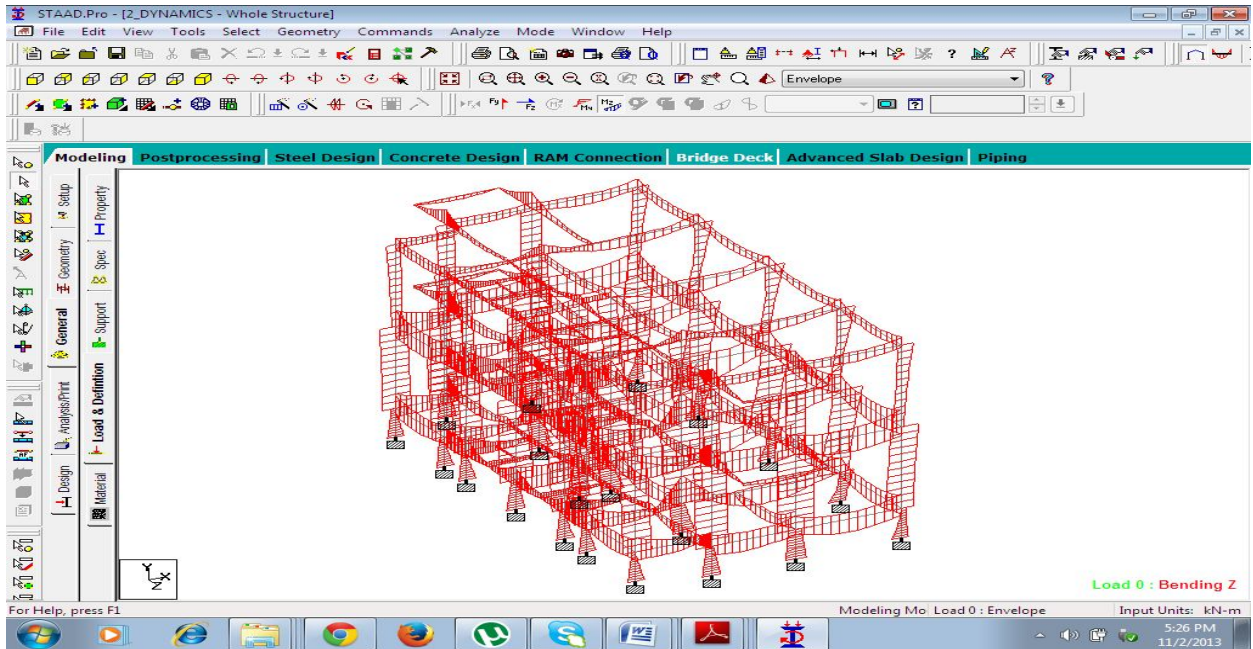 STAAD.Pro - [2_DYNAMICS - Whole Structure]
File Edit View Tools Select Geometry Commands Analyze Mode Window Help
Envelope
Modeling Postprocessing Steel Design Concrete Design RAM Connection Bridge Deck Advanced Slab Design Piping
Setup
Geometry
General
Analysis/Print
Design
Property
Spec
Support
Load & Definition
Material
Y
X
Z
Load 0 : Bending Z
For Help, press F1
Modeling Mo Load 0 : Envelope Input Units: kN-m
5:26 PM
11/2/2013